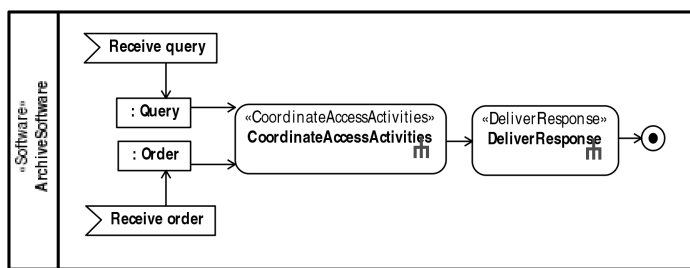 «Software»
ArchiveSoftware
Receive query
: Query
: Order
Receive order
«CoordinateAccessActivities»
CoordinateAccessActivities
«DeliverResponse»
DeliverResponse